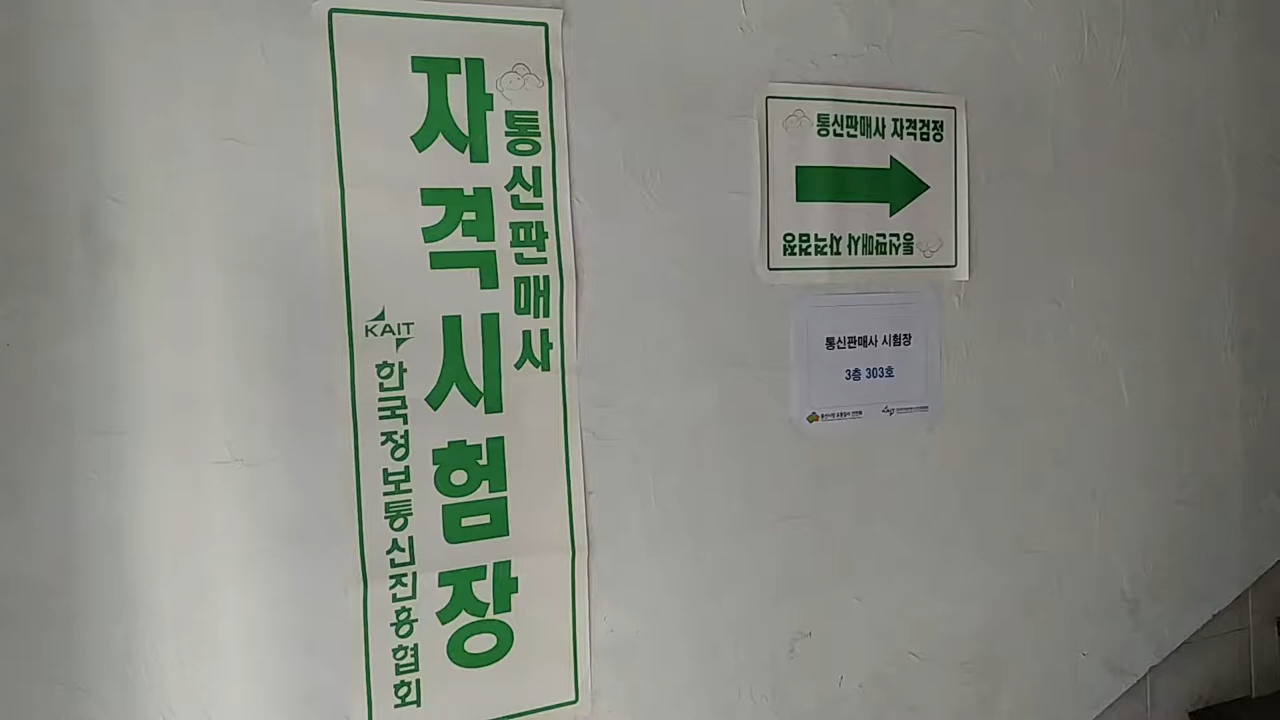 통신판매사
자격시험장
KAIT
한국정보통신진흥협회
통신판매사 자격검정
통신판매사 자격검정
통신판매사 시험장
3층 303호